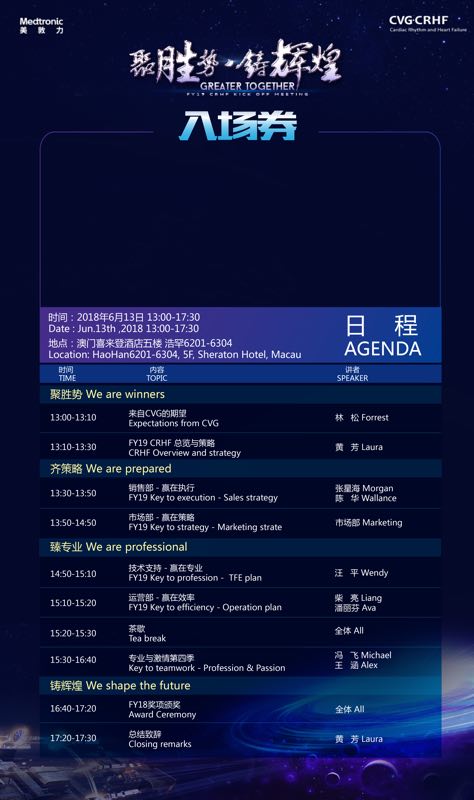 Medtronic
美敦力
CVG·CRHF
Cardiac Rhythm and Heart Failure
聚胜势·铸辉煌
GREATER TOGETHER
FY19 CRHF KICK OFF MEETING
入场券
时间：2018年6月13日 13:00-17:30
Date : Jun.13th ,2018 13:00-17:30
地点：澳门喜来登酒店五楼 浩罕6201-6304
Location: HaoHan6201-6304, 5F, Sheraton Hotel, Macau
日 程
AGENDA
时间 内容 讲者
TIME TOPIC SPEAKER
聚胜势 We are winners
13:00-13:10 来自CVG的期望 林 松 Forrest
Expectations from CVG
13:10-13:30 FY19 CRHF 总览与策略 黄 芳 Laura
CRHF Overview and strategy
齐策略 We are prepared
13:30-13:50 销售部 - 赢在执行 张星海 Morgan
FY19 Key to execution - Sales strategy 陈 华 Wallance
13:50-14:50 市场部 - 赢在策略 市场部 Marketing
FY19 Key to strategy - Marketing strate
臻专业 We are professional
14:50-15:10 技术支持 - 赢在专业 汪 平 Wendy
FY19 Key to profession - TFE plan
15:10-15:20 运营部 - 赢在效率 柴 亮 Liang
FY19 Key to efficiency - Operation plan 潘丽芬 Ava
15:20-15:30 茶歇 全体 All
Tea break
15:30-16:40 专业与激情第四季 冯 飞 Michael
Key to teamwork - Profession & Passion 王 涵 Alex
铸辉煌 We shape the future
16:40-17:20 FY18奖项颁奖 全体 All
Award Ceremony
17:20-17:30 总结致辞 黄 芳 Laura
Closing remarks